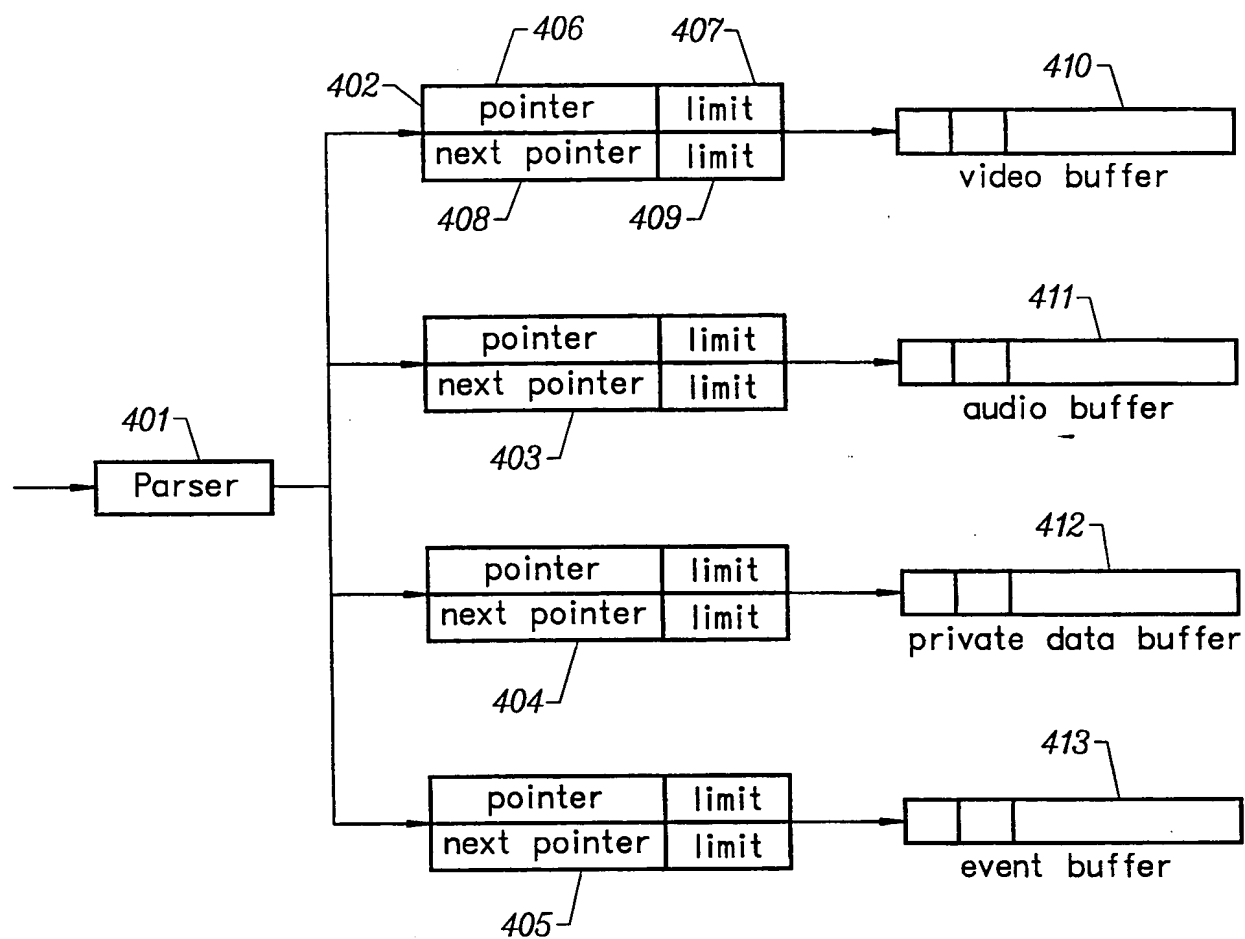 406
407
402
pointer limit
next pointer limit
408
409
410
video buffer
pointer limit
next pointer limit
403
411
audio buffer
401
Parser
pointer limit
next pointer limit
404
412
private data buffer
pointer limit
next pointer limit
405
413
event buffer